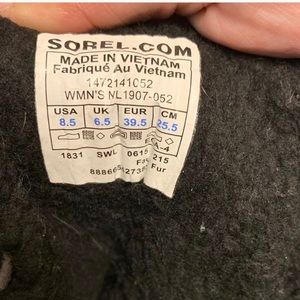 SOREL.COM
MADE IN VIETNAM
Fabriqué Au Vietnam
1472141052
WMN'S NL1907-052
USA UK EUR CM
8.5 6.5 39.5 25.5
1831 SWL 0615 215
Fur